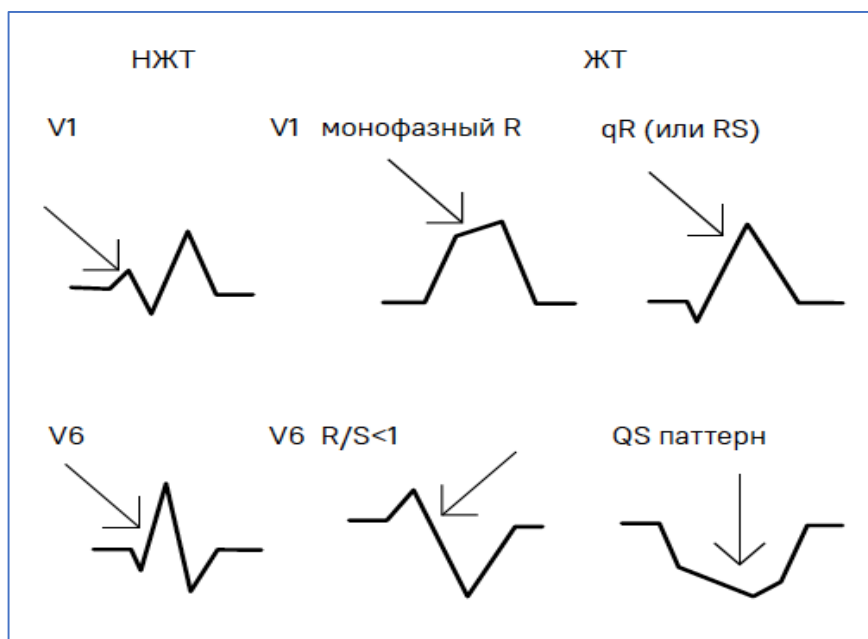 НЖТ ЖТ
V1 V1 монофазный R qR (или RS)
V6 V6 R/S<1 QS паттерн